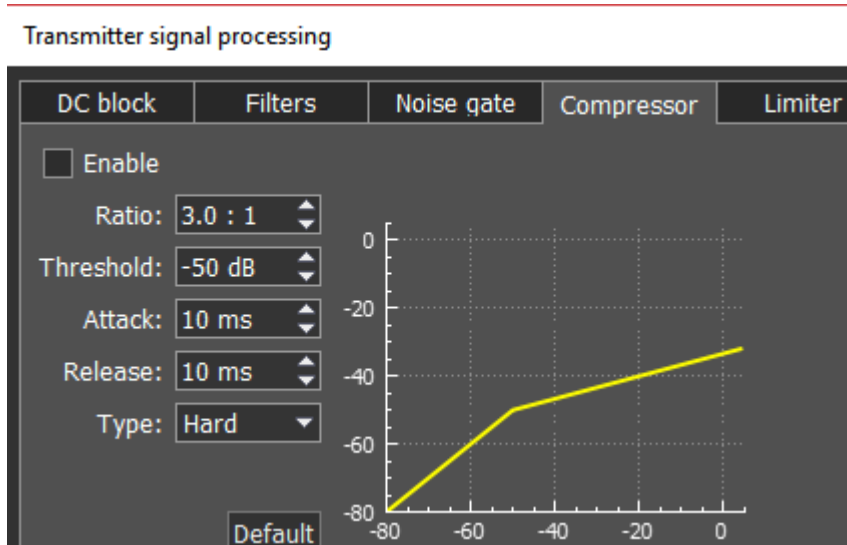 Transmitter signal processing
DC block Filters Noise gate Compressor Limiter
Enable
Ratio: 3.0 : 1
Threshold: -50 dB
Attack: 10 ms
Release: 10 ms
Type: Hard
Default
0
-20
-40
-60
-80
-80 -60 -40 -20 0